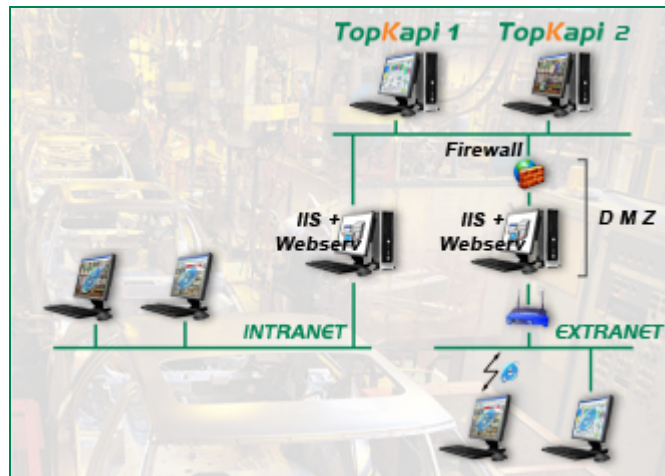 TopKapi 1
TopKapi 2
Firewall
IIS +
Webserv
IIS +
Webserv
D M Z
INTRANET
EXTRANET